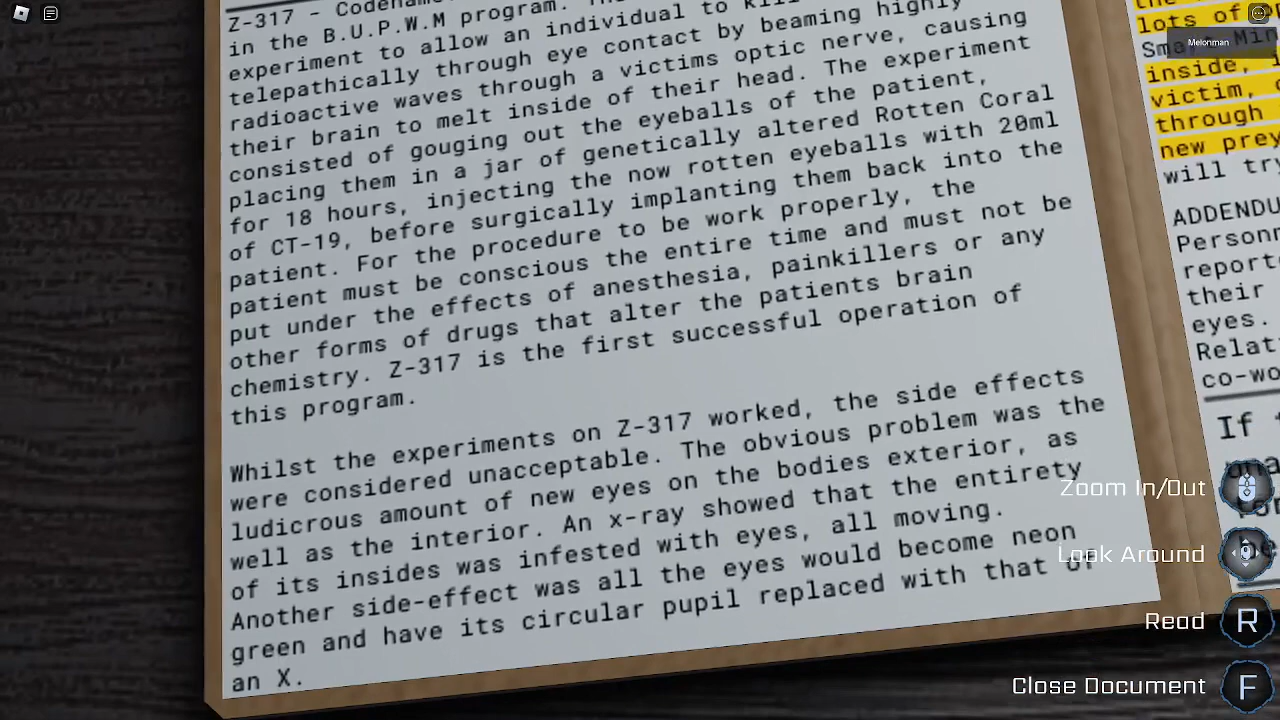 Z-317 - Codename
in the B.U.P.W.M program.
experiment to allow an individual to kill
telepathically through eye contact by beaming highly
radioactive waves through a victims optic nerve, causing
their brain to melt inside of their head. The experiment
consisted of gouging out the eyeballs of the patient,
placing them in a jar of genetically altered Rotten Coral
for 18 hours, injecting the now rotten eyeballs with 20ml
of CT-19, before surgically implanting them back into the
patient. For the procedure to be work properly, the
patient must be conscious the entire time and must not be
put under the effects of anesthesia, painkillers or any
other forms of drugs that alter the patients brain
chemistry. Z-317 is the first successful operation of
this program.
Whilst the experiments on Z-317 worked, the side effects
were considered unacceptable. The obvious problem was the
ludicrous amount of new eyes on the bodies exterior, as
well as the interior. An x-ray showed that the entirety
of its insides was infested with eyes, all moving.
Another side-effect was all the eyes would become neon
green and have its circular pupil replaced with that of
an X.
lots of
inside,
victim,
through
new prey
will try
ADDENDU
Personn
reporte
their
eyes.
Relat
co-wo
If
Melonman
Zoom In/Out
Look Around
Read R
Close Document F